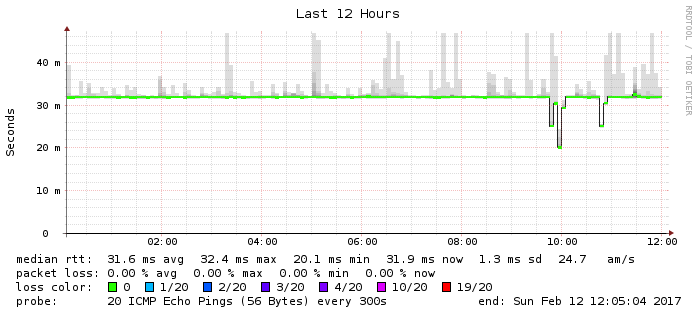 Last 12 Hours
RRDTOOL / TOBI OETIKER
Seconds
40 m
30 m
20 m
10 m
0
02:00 04:00 06:00 08:00 10:00 12:00
median rtt: 31.6 ms avg 32.4 ms max 20.1 ms min 31.9 ms now 1.3 ms sd 24.7 am/s
packet loss: 0.00 % avg 0.00 % max 0.00 % min 0.00 % now
loss color: 0 1/20 2/20 3/20 4/20 10/20 19/20
probe: 20 ICMP Echo Pings (56 Bytes) every 300s end: Sun Feb 12 12:05:04 2017